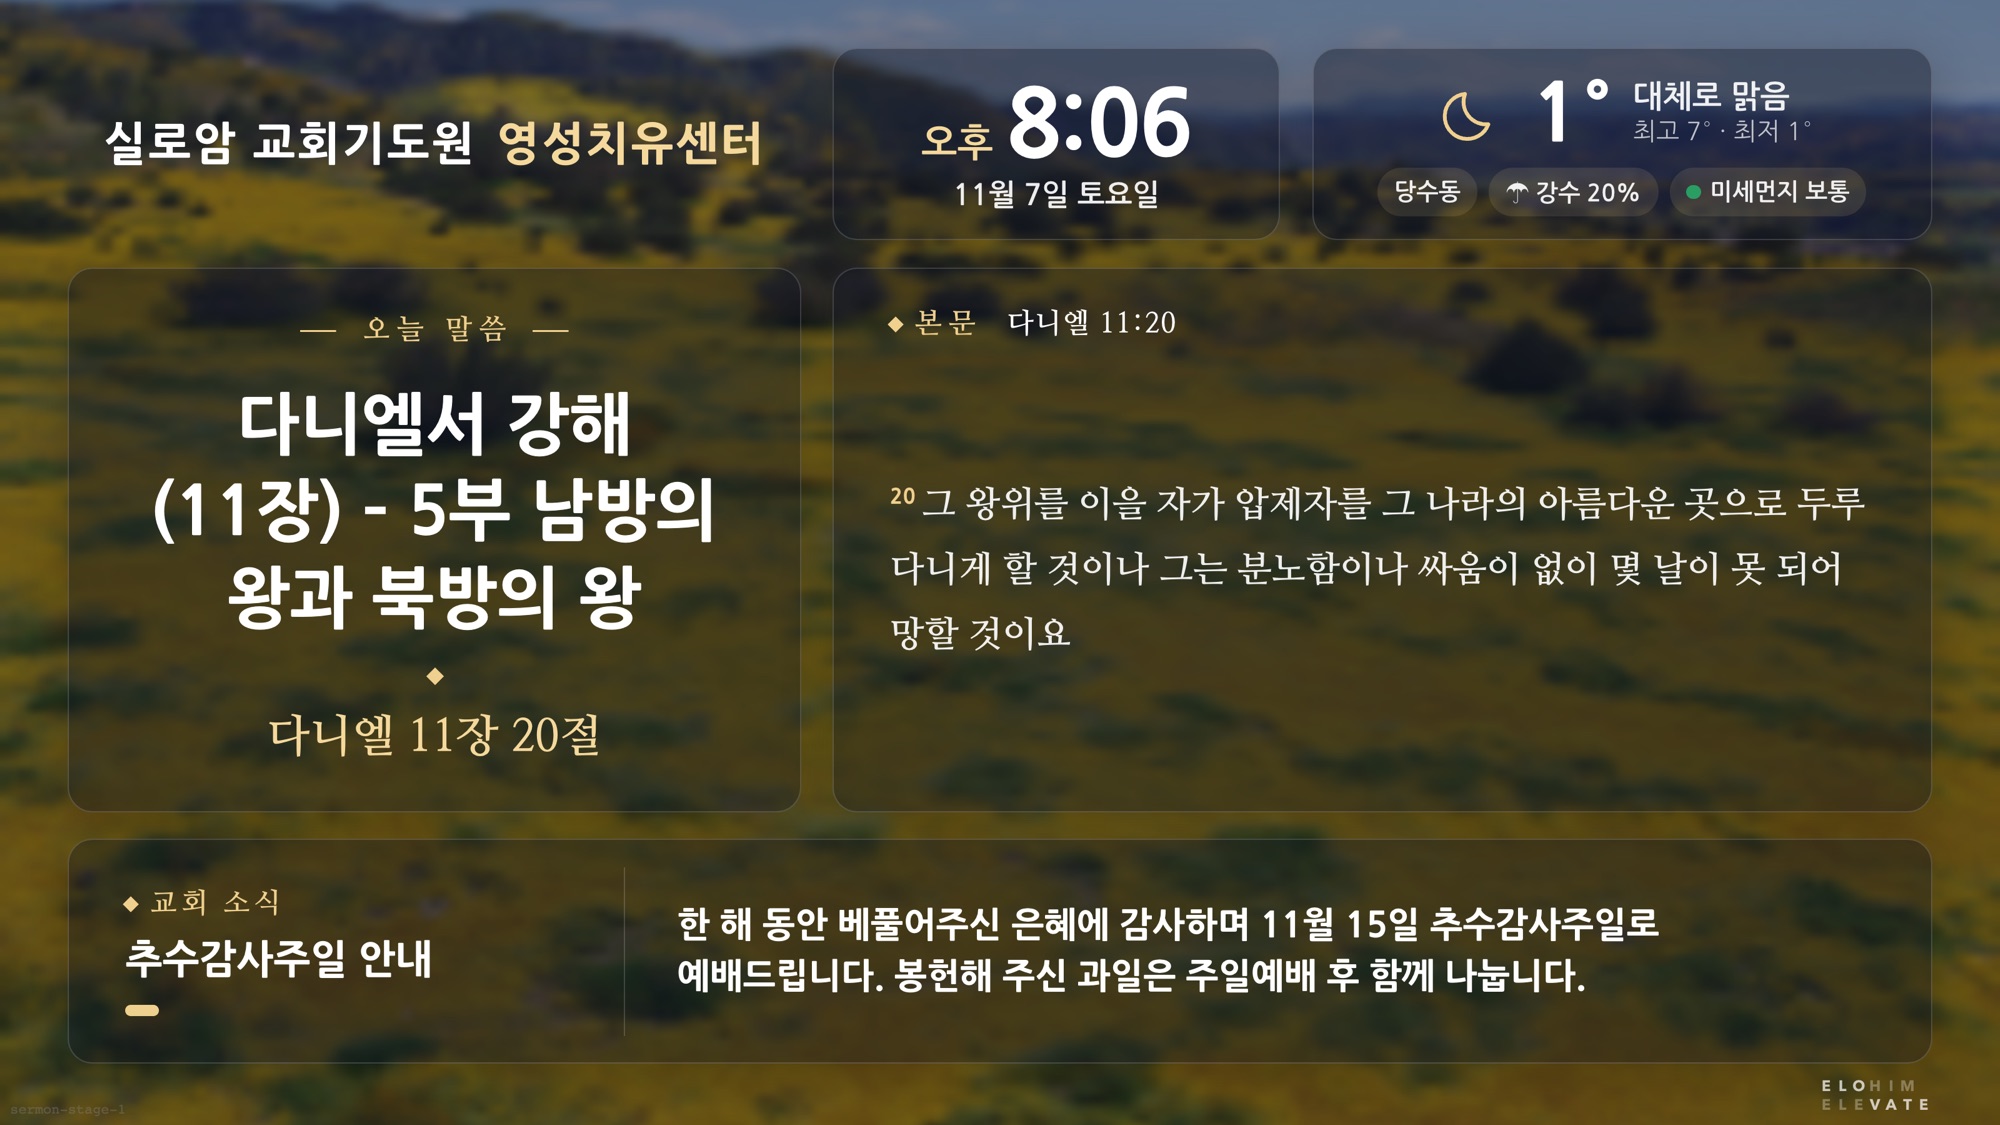 실로암 교회기도원 영성치유센터
오후 8:06
11월 7일 토요일
1°
대체로 맑음
최고 7° · 최저 1°
당수동
강수 20%
미세먼지 보통
오늘 말씀
다니엘서 강해
(11장) - 5부 남방의
왕과 북방의 왕
다니엘 11장 20절
본문 다니엘 11:20
20 그 왕위를 이을 자가 압제자를 그 나라의 아름다운 곳으로 두루
다니게 할 것이나 그는 분노함이나 싸움이 없이 몇 날이 못 되어
망할 것이요
교회 소식
추수감사주일 안내
한 해 동안 베풀어주신 은혜에 감사하며 11월 15일 추수감사주일로
예배드립니다. 봉헌해 주신 과일은 주일예배 후 함께 나눕니다.
sermon-stage-1
ELOHIM
ELEVATE